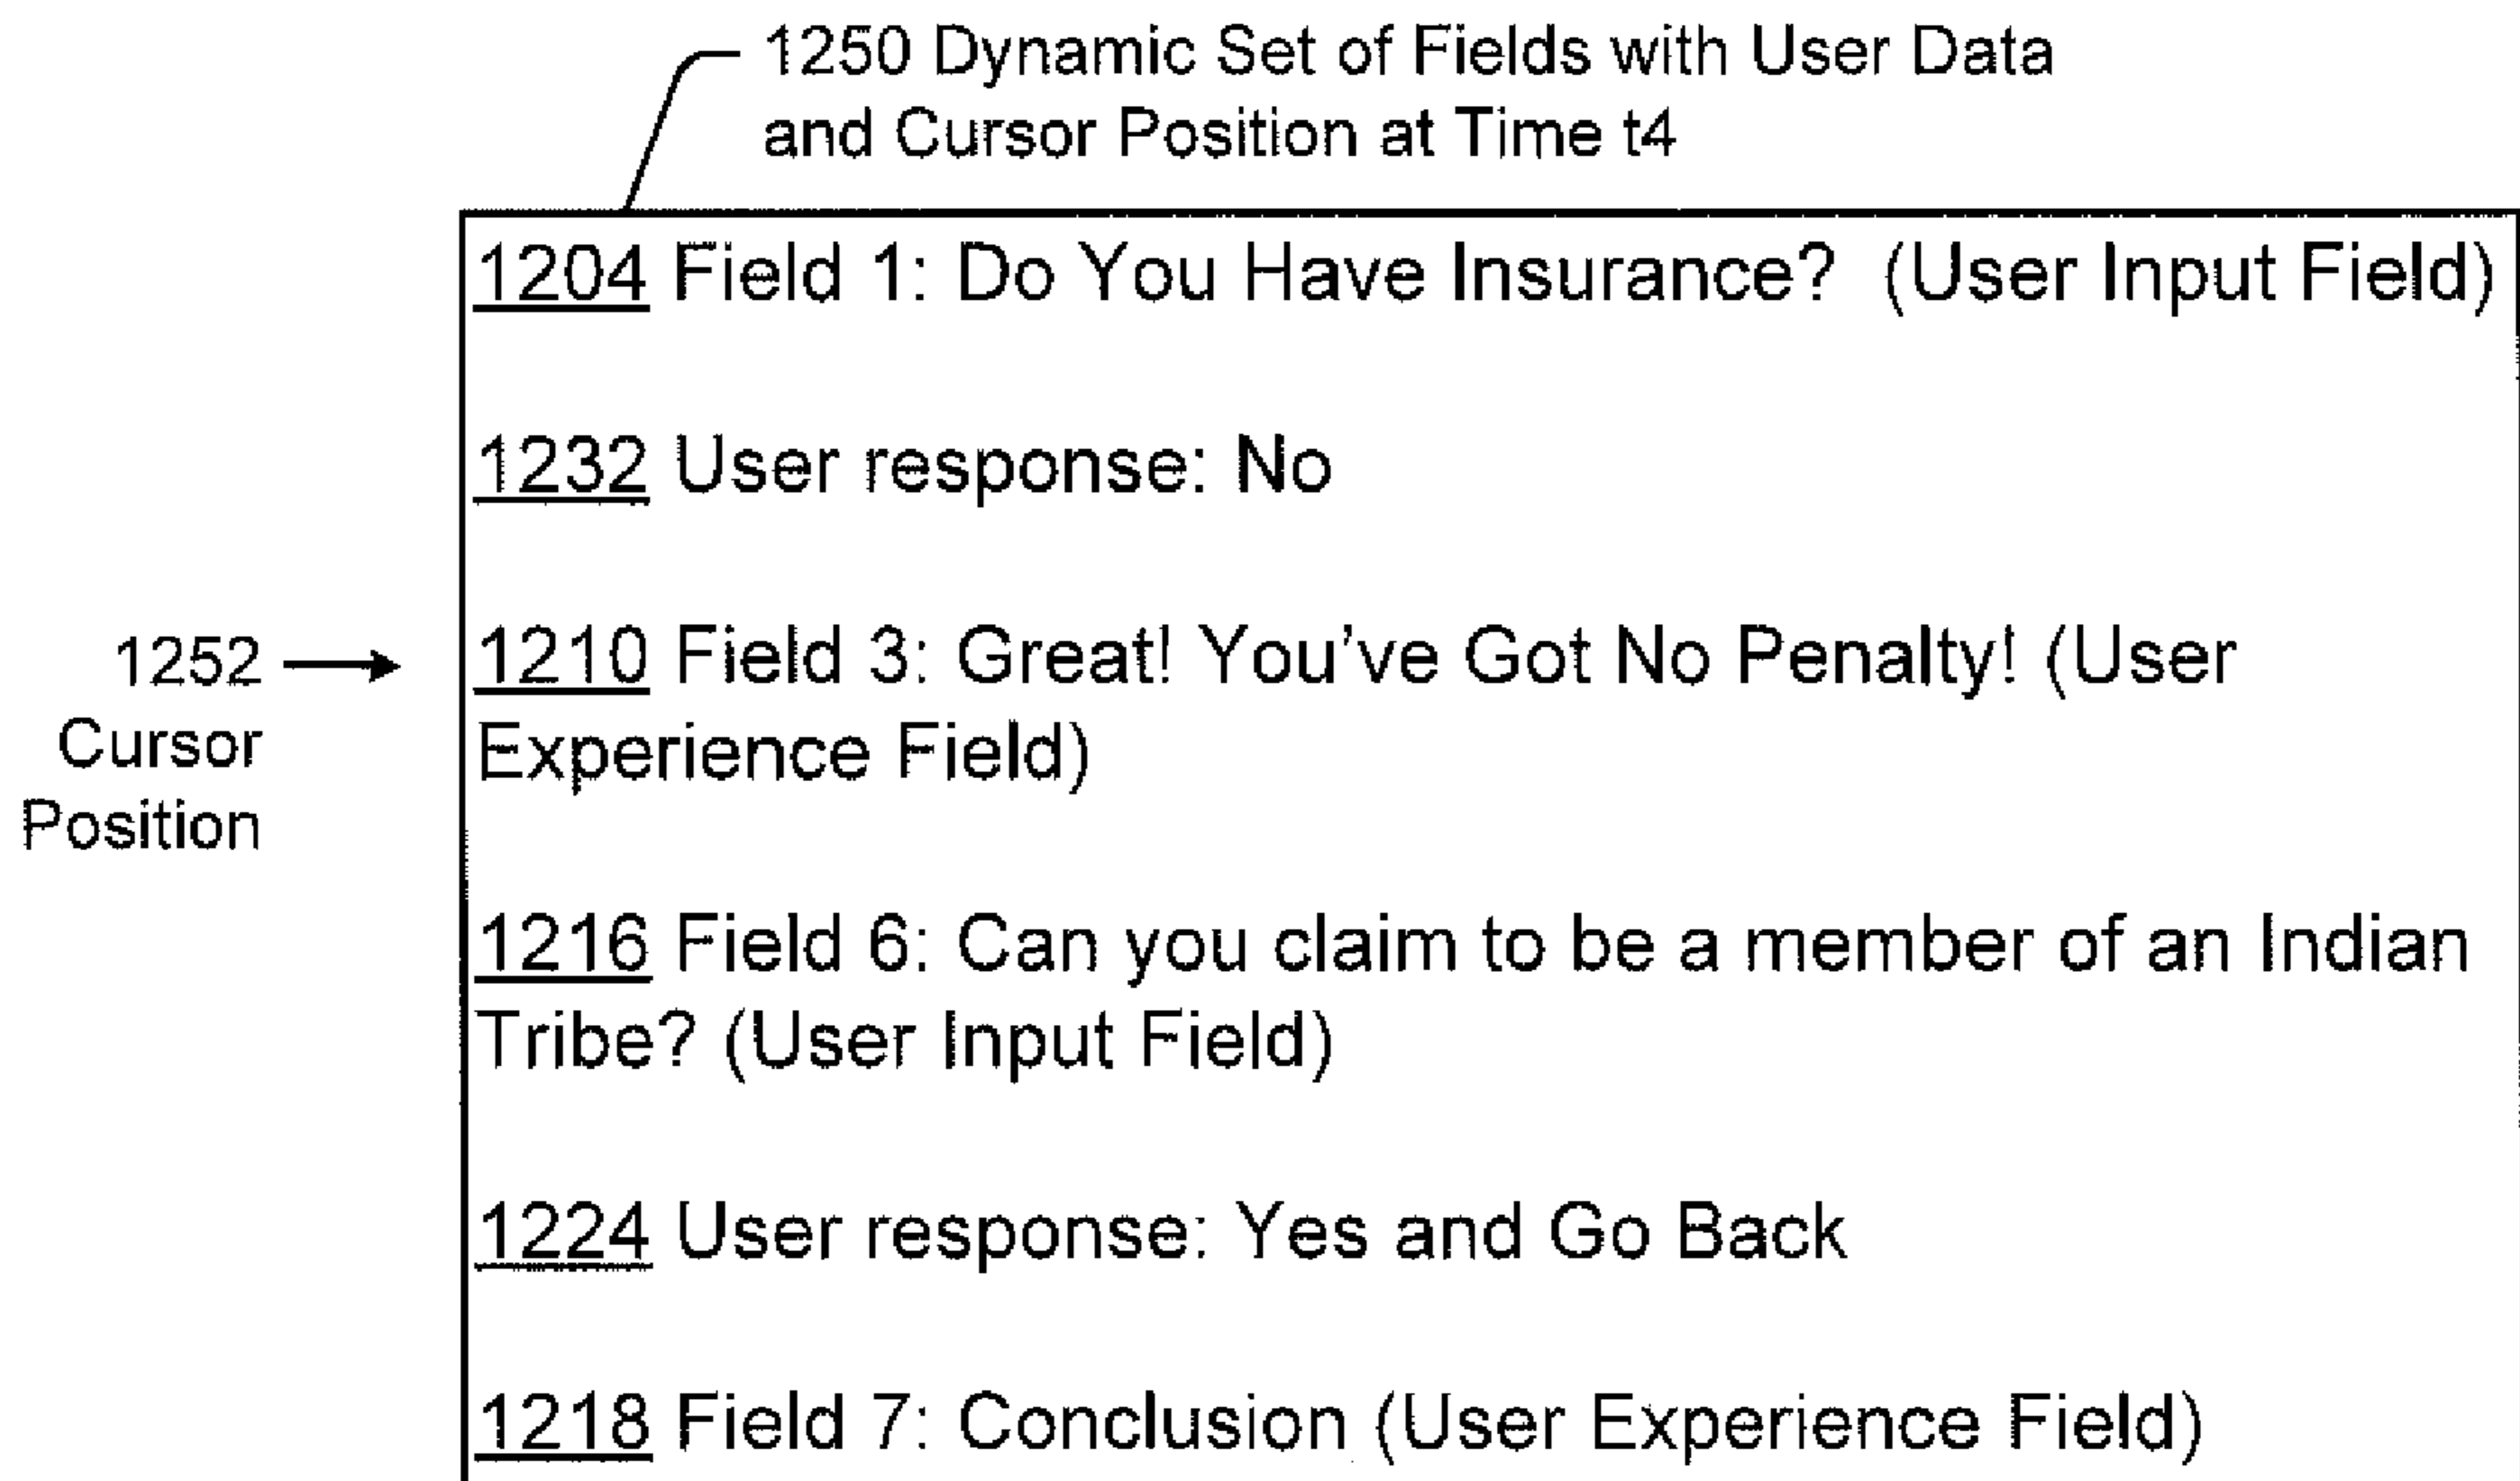 1250 Dynamic Set of Fields with User Data
and Cursor Position at Time t4
1204 Field 1: Do You Have Insurance? (User Input Field)
1232 User response: No
1252
Cursor
Position
1210 Field 3: Great! You've Got No Penalty! (User
Experience Field)
1216 Field 6: Can you claim to be a member of an Indian
Tribe? (User Input Field)
1224 User response: Yes and Go Back
1218 Field 7: Conclusion (User Experience Field)